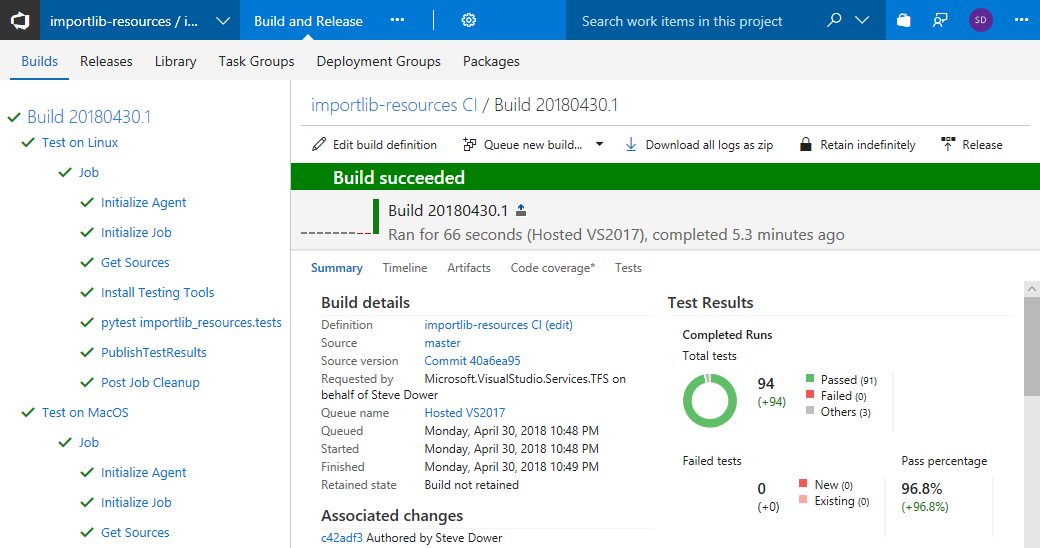 importlib-resources / i... Build and Release ... Search work items in this project SD ...
Builds Releases Library Task Groups Deployment Groups Packages
Build 20180430.1
Test on Linux
Job
Initialize Agent
Initialize Job
Get Sources
Install Testing Tools
pytest importlib_resources.tests
PublishTestResults
Post Job Cleanup
Test on MacOS
Job
Initialize Agent
Initialize Job
Get Sources
importlib-resources CI / Build 20180430.1
Edit build definition Queue new build... Download all logs as zip Retain indefinitely Release
Build succeeded
Build 20180430.1
Ran for 66 seconds (Hosted VS2017), completed 5.3 minutes ago
Summary Timeline Artifacts Code coverage* Tests
Build details
Definition importlib-resources CI (edit)
Source master
Source version Commit 40a6ea95
Requested by Microsoft.VisualStudio.Services.TFS on
behalf of Steve Dower
Queue name Hosted VS2017
Queued Monday, April 30, 2018 10:48 PM
Started Monday, April 30, 2018 10:48 PM
Finished Monday, April 30, 2018 10:49 PM
Retained state Build not retained
Associated changes
c42adf3 Authored by Steve Dower
Test Results
Completed Runs
Total tests
94
(+94)
Passed (91)
Failed (0)
Others (3)
Failed tests
0
(+0)
New (0)
Existing (0)
Pass percentage
96.8%
(+96.8%)